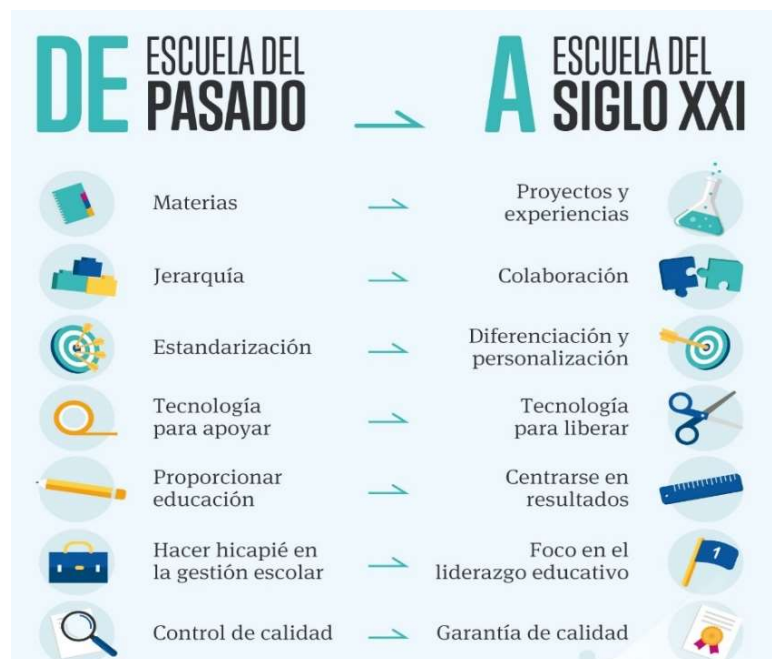 DE ESCUELA DEL PASADO
A ESCUELA DEL SIGLO XXI
Materias
Proyectos y
experiencias
Jerarquía
Colaboración
Estandarización
Diferenciación y
personalización
Tecnología
para apoyar
Tecnología
para liberar
Proporcionar
educación
Centrarse en
resultados
Hacer hicapié en
la gestión escolar
Foco en el
liderazgo educativo
1
Control de calidad
Garantía de calidad